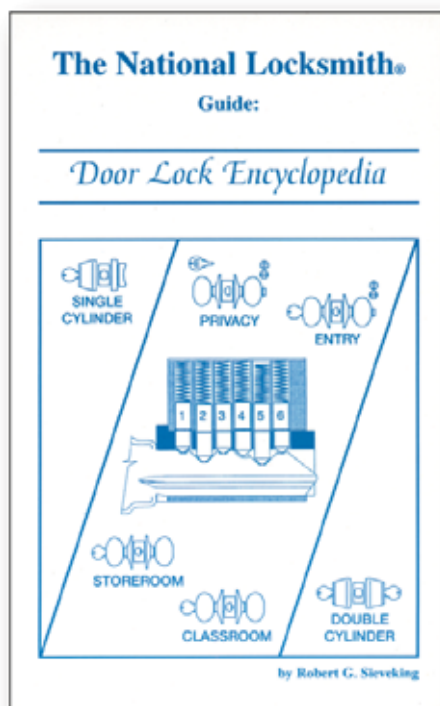 The National Locksmith®
Guide:
Door Lock Encyclopedia
SINGLE
CYLINDER
PRIVACY
ENTRY
1 2 3 4 5 6
STOREROOM
CLASSROOM
DOUBLE
CYLINDER
by Robert G. Sieveking